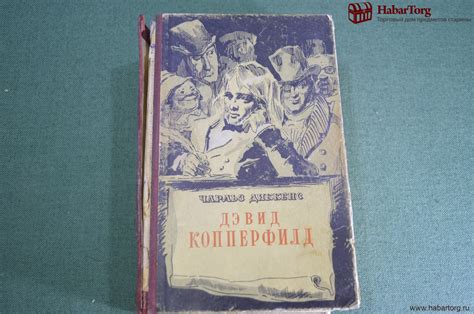 HabarTorg
Торговый дом предметов старины
ЧАРЛЬЗ ДИККЕНС
ДЭВИД
КОППЕРФИЛД
www.habartorg.ru